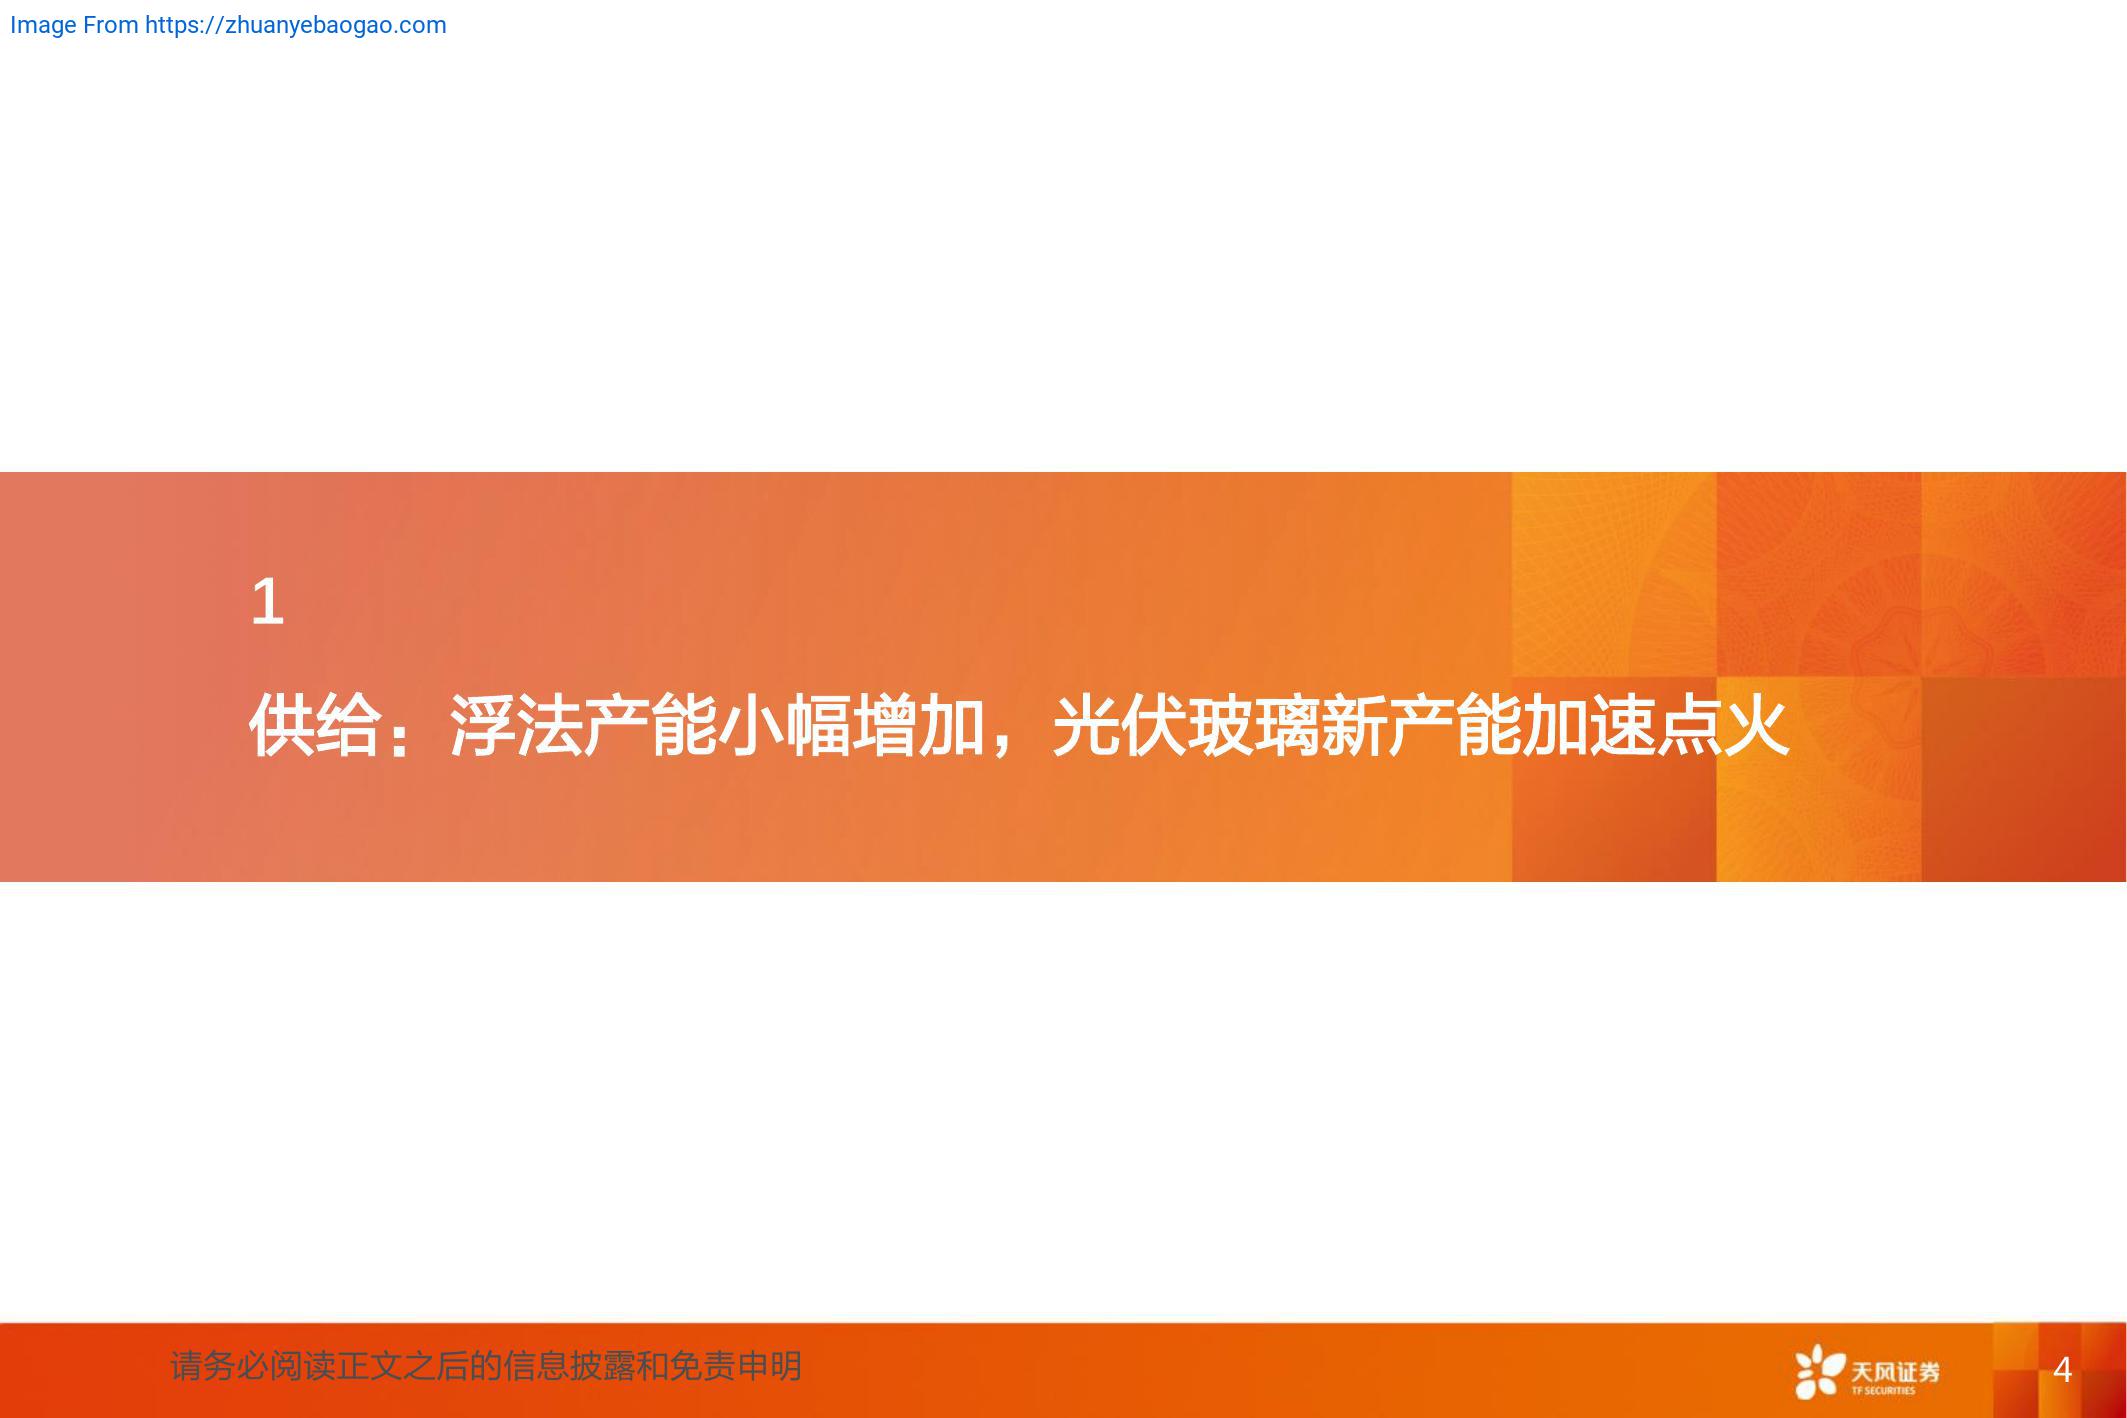 Image From https://zhuanyebaogao.com
1
供给：浮法产能小幅增加，光伏玻璃新产能加速点火
请务必阅读正文之后的信息披露和免责申明
天风证券
TF SECURITIES
4